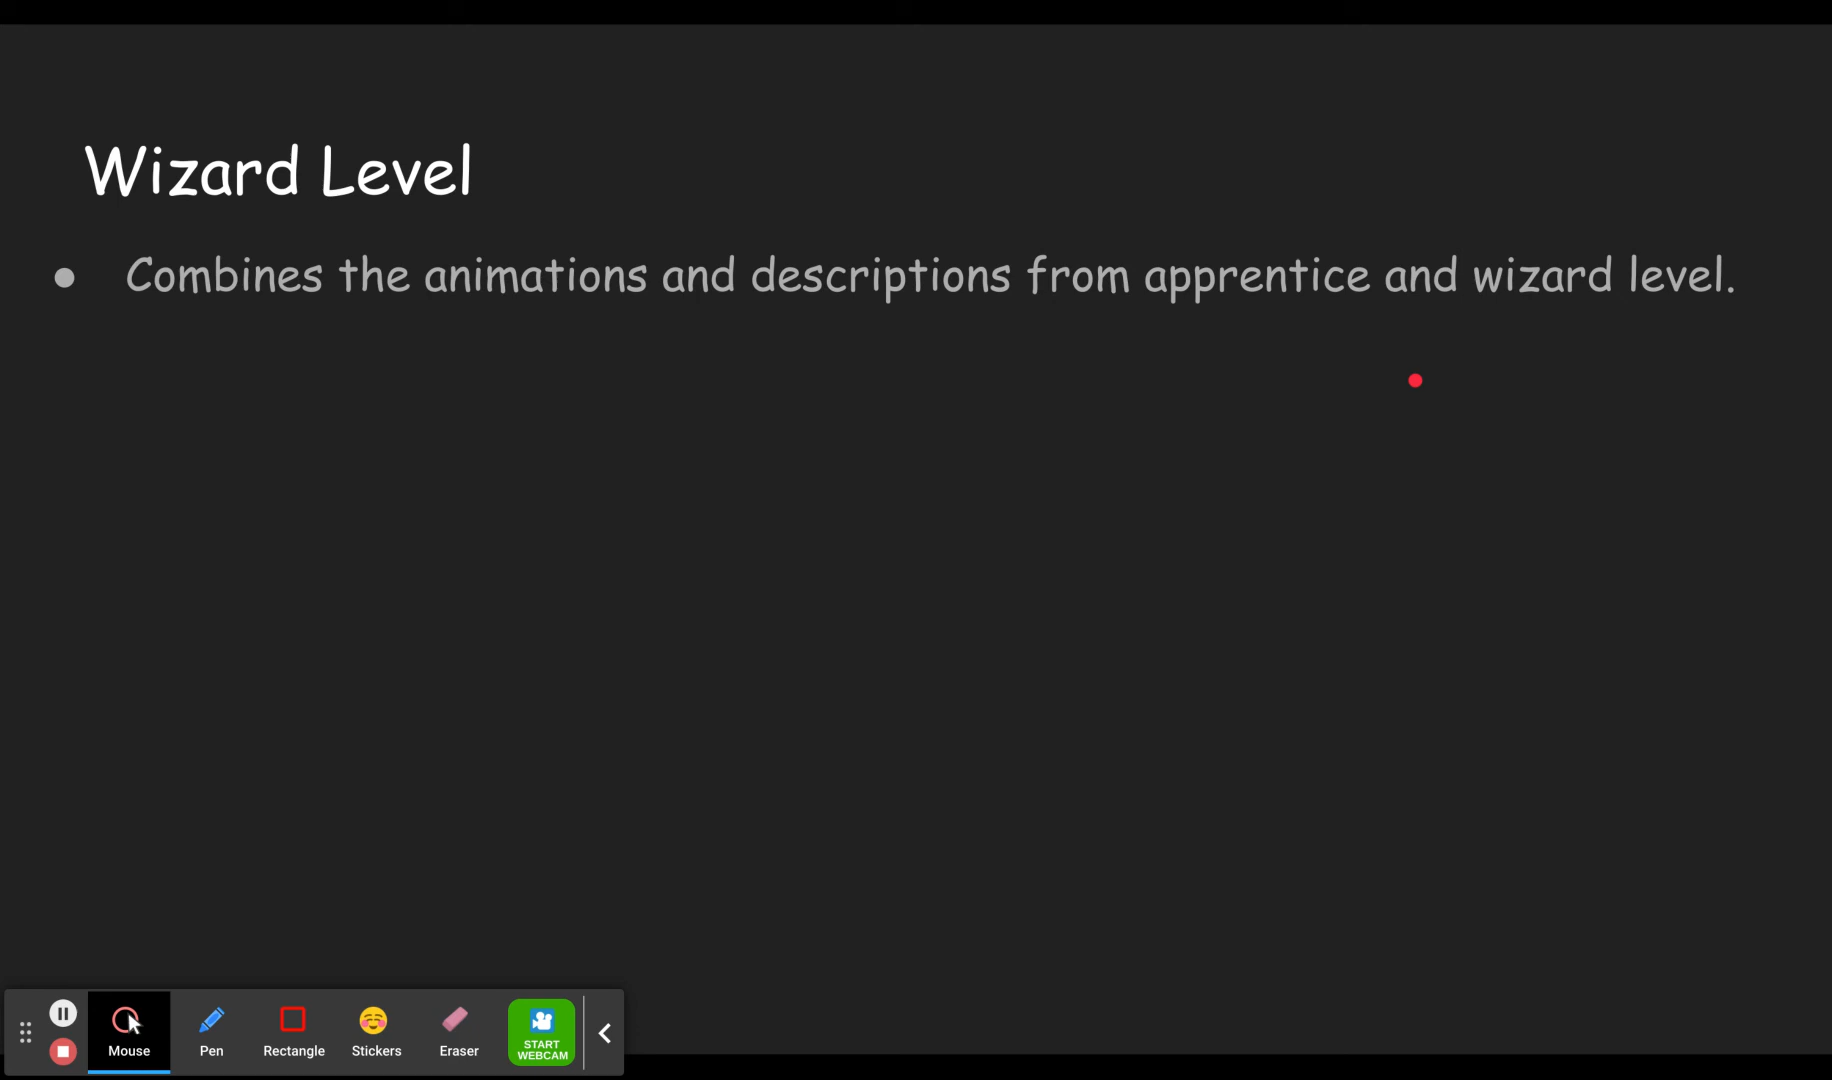 Wizard Level
● Combines the animations and descriptions from apprentice and wizard level.
Mouse
Pen
Rectangle
Stickers
Eraser
START
WEBCAM